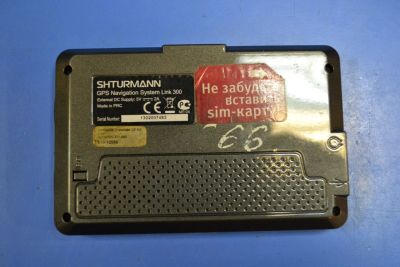 SHTURMANN
GPS Navigation System Link 300
External DC Supply: 5V 2A
Made in PRC
Serial Number
Не забудь
вставить
sim-карту!
66